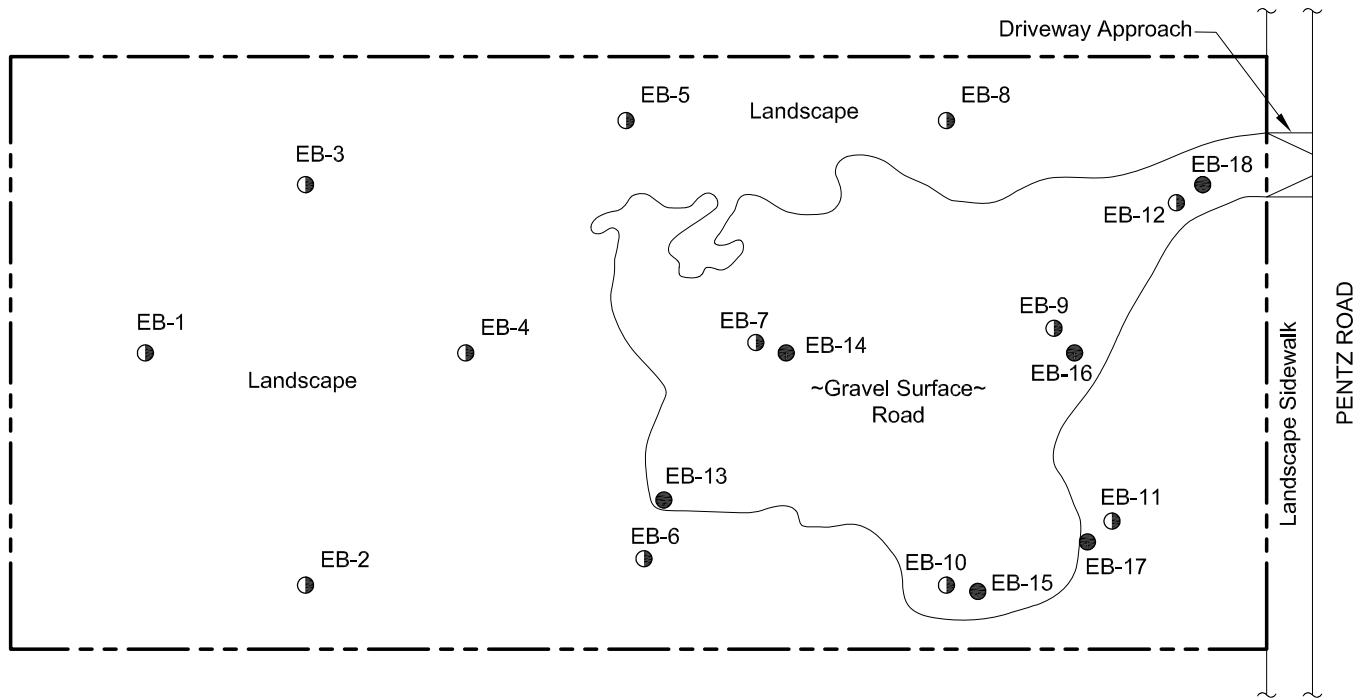 Driveway Approach
EB-5
Landscape
EB-8
EB-3
EB-18
EB-12
EB-1
EB-4
EB-7
EB-14
EB-9
EB-16
Landscape
~Gravel Surface~
Road
Landscape Sidewalk
PENTZ ROAD
EB-13
EB-11
EB-6
EB-17
EB-2
EB-10
EB-15